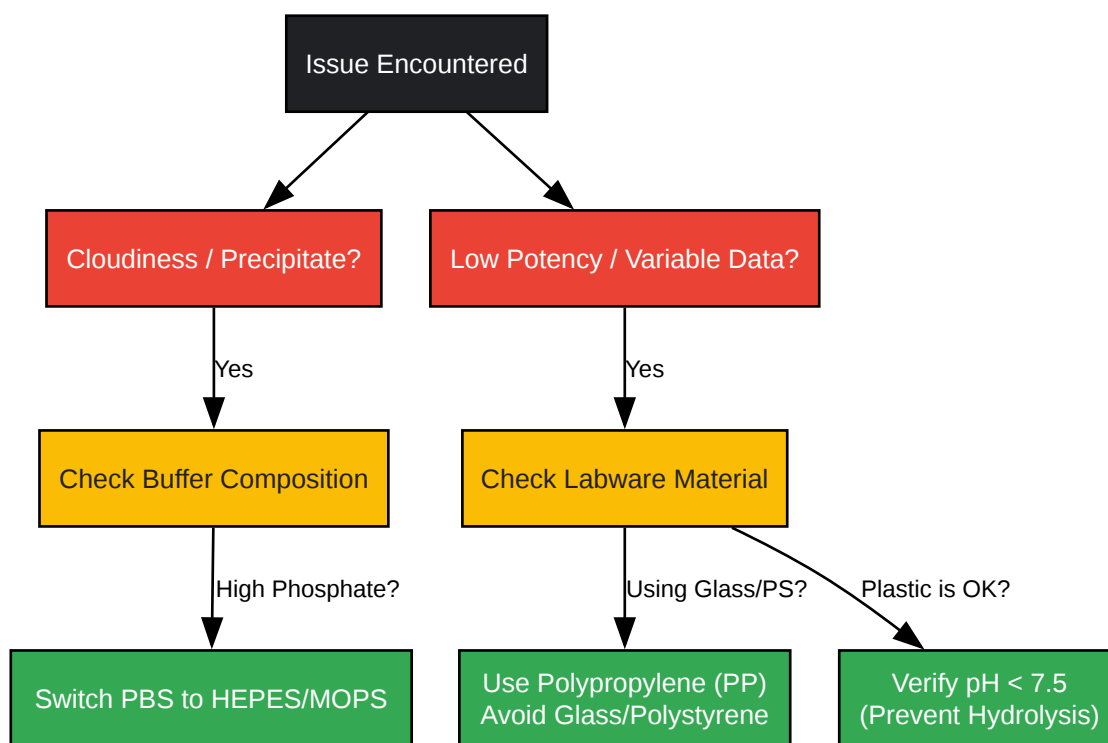 Issue Encountered
Cloudiness / Precipitate?
Low Potency / Variable Data?
Yes
Yes
Check Buffer Composition
Check Labware Material
High Phosphate?
Using Glass/PS?
Plastic is OK?
Switch PBS to HEPES/MOPS
Use Polypropylene (PP)
Avoid Glass/Polystyrene
Verify pH < 7.5
(Prevent Hydrolysis)